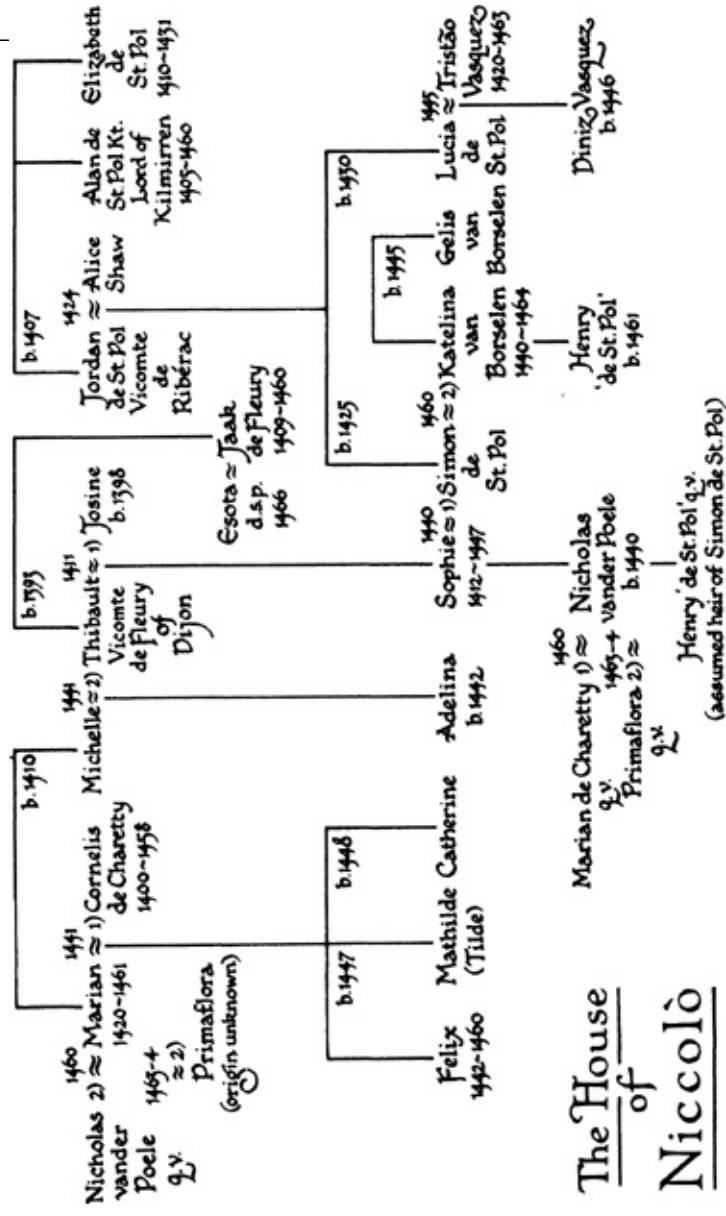 b.1410
b.1393
b.1407
Nicholas
vander
Poele
q.v.
1460
2) ≈
Marian
1420-1461
1463-4
≈ 2)
Primaflora
(origin unknown)
1441
≈ 1)
Cornelis
de Charetty
1400-1458
Michelle
1441
≈ 2)
Thibault
Vicomte
de Fleury
of
Dijon
1411
≈ 1)
Josine
b.1398
Esota ≈ Jaak
d.s.p. de Fleury
1466 1409-1460
Jordan
de St.Pol
Vicomte
de
Ribérac
1424
≈
Alice
Shaw
Alan de
St.Pol Kt.
Lord of
Kilmirren
1403-1460
Elizabeth
de
St.Pol
1410-1431
b.1447
b.1448
b.1425
b.1445
b.1430
Felix
1442-1460
Mathilde
(Tilde)
Catherine
Adelina
b.1442
Sophie
1412-1447
1440
≈ 1)
Simon
de
St.Pol
1460
≈ 2)
Katelina
van
Borselen
1440-1464
Gelis
van
Borselen
Lucia
de
St.Pol
1445
≈
Tristão
Vasquez
1420-1463
Marian de Charetty 1) ≈
q.v.
1460
1463-4
Primaflora 2) ≈
q.v.
Nicholas
vander Poele
b.1440
Henry
'de St.Pol'
b.1461
Diniz Vasquez
b.1446
Henry 'de St.Pol' q.v.
(assumed heir of Simon de St.Pol)
The House
of
Niccolò